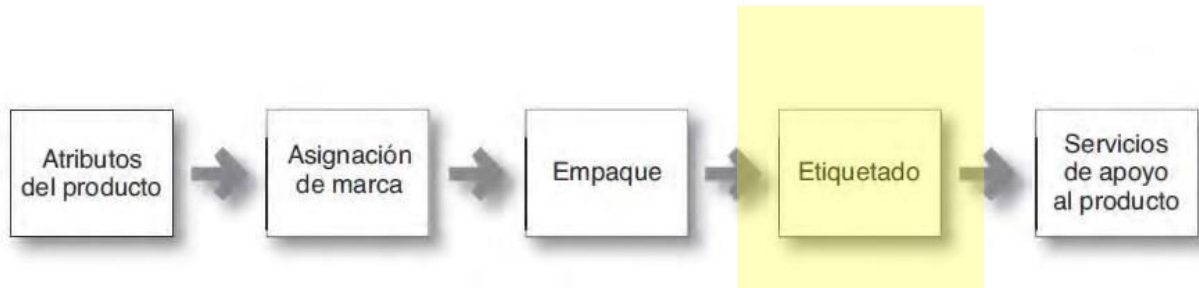 Atributos
del producto
Asignación
de marca
Empaque
Etiquetado
Servicios
de apoyo
al producto